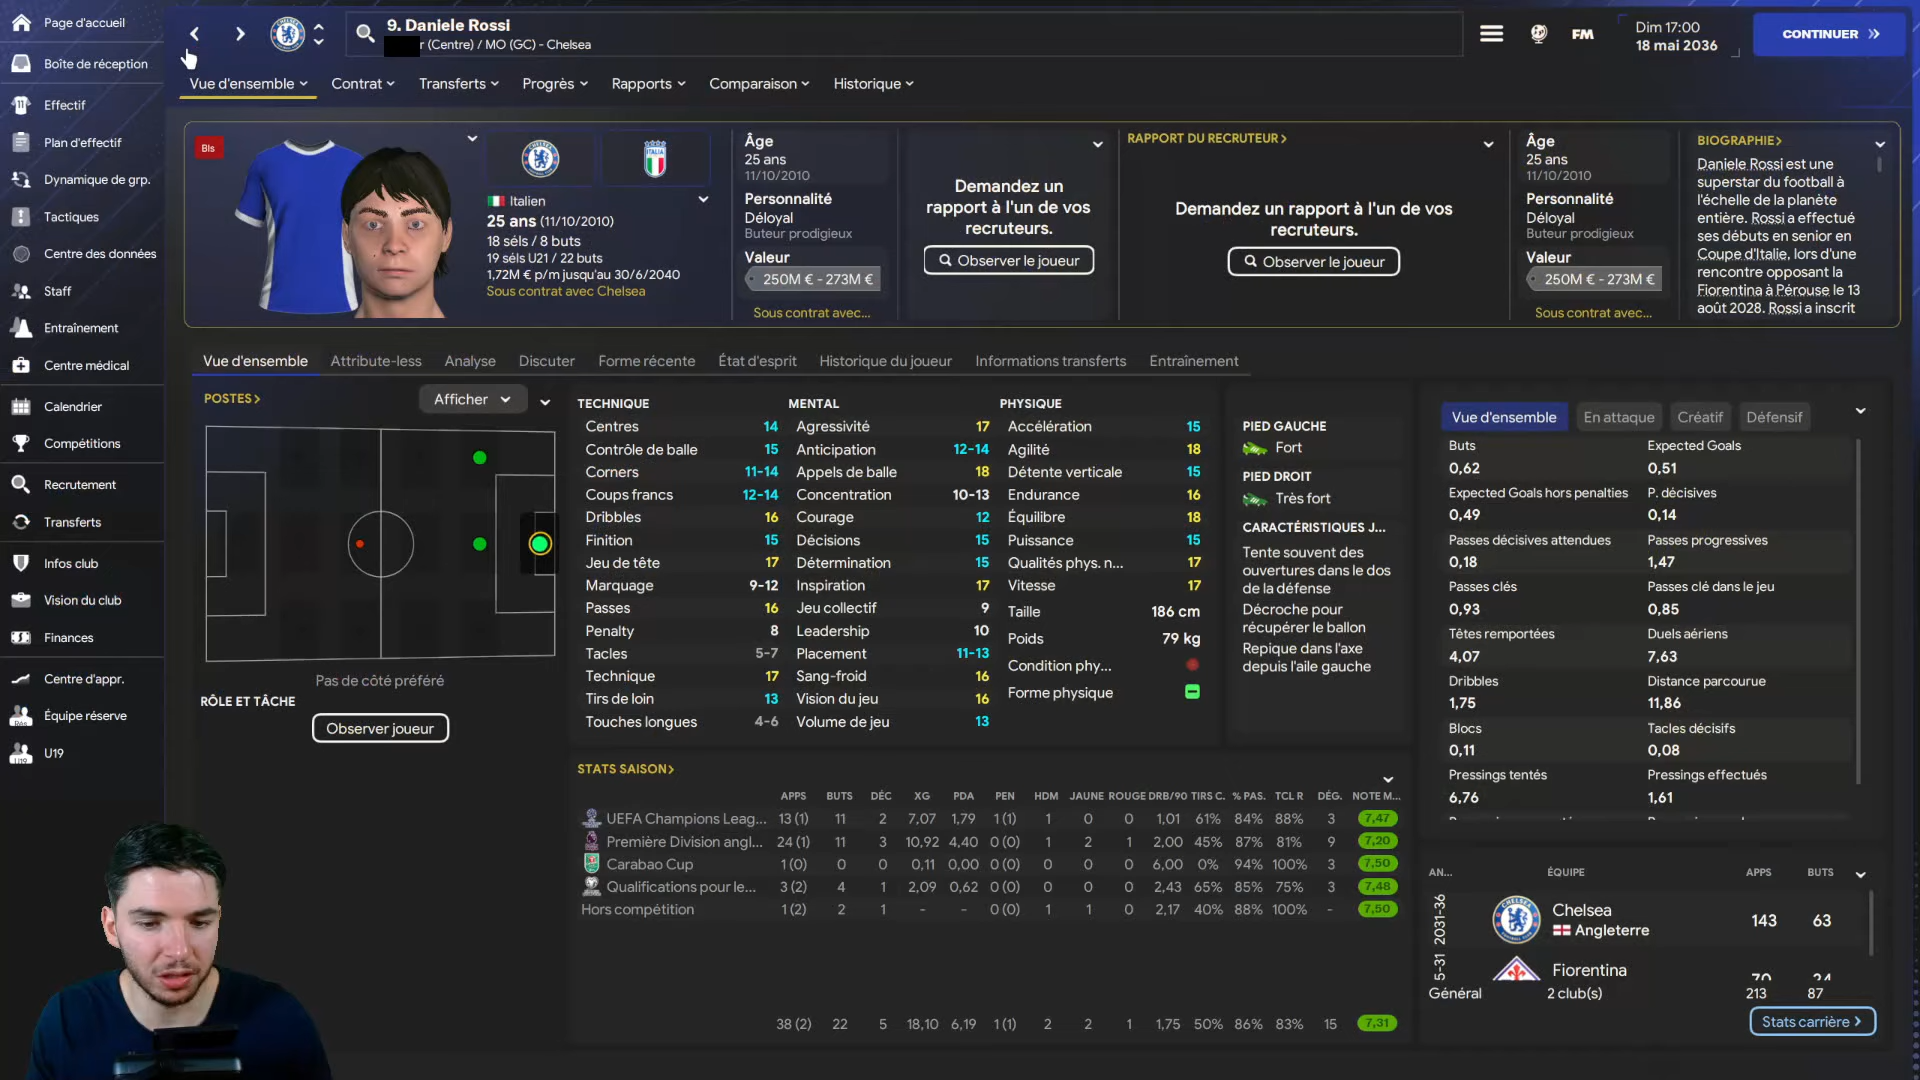 Page d'accueil
Boîte de réception
Effectif
Plan d'effectif
Dynamique de grp.
Tactiques
Centre des données
Staff
Entraînement
Centre médical
Calendrier
Compétitions
Recrutement
Transferts
Infos club
Vision du club
Finances
Centre d'appr.
Équipe réserve
U19
9. Daniele Rossi
r (Centre) / MO (GC) - Chelsea
FM
Dim 17:00
18 mai 2036
CONTINUER
Vue d'ensemble Contrat Transferts Progrès Rapports Comparaison Historique
Bls
Italien
25 ans (11/10/2010)
18 séls / 8 buts
19 séls U21 / 22 buts
1,72M € p/m jusqu'au 30/6/2040
Sous contrat avec Chelsea
Âge
25 ans
11/10/2010
Personnalité
Déloyal
Buteur prodigieux
Valeur
250M € - 273M €
Sous contrat avec...
Demandez un
rapport à l'un de vos
recruteurs.
Observer le joueur
RAPPORT DU RECRUTEUR >
Demandez un rapport à l'un de vos
recruteurs.
Observer le joueur
Âge
25 ans
11/10/2010
Personnalité
Déloyal
Buteur prodigieux
Valeur
250M € - 273M €
Sous contrat avec...
BIOGRAPHIE >
Daniele Rossi est une
superstar du football à
l'échelle de la planète
entière. Rossi a effectué
ses débuts en senior en
Coupe d'Italie, lors d'une
rencontre opposant la
Fiorentina à Pérouse le 13
août 2028. Rossi a inscrit
Vue d'ensemble Attribute-less Analyse Discuter Forme récente État d'esprit Historique du joueur Informations transferts Entraînement
POSTES >
Afficher
Pas de côté préféré
RÔLE ET TÂCHE
Observer joueur
TECHNIQUE
Centres 14
Contrôle de balle 15
Corners 11-14
Coups francs 12-14
Dribbles 16
Finition 15
Jeu de tête 17
Marquage 9-12
Passes 16
Penalty 8
Tacles 5-7
Technique 17
Tirs de loin 13
Touches longues 4-6
MENTAL
Agressivité 17
Anticipation 12-14
Appels de balle 18
Concentration 10-13
Courage 12
Décisions 15
Détermination 15
Inspiration 17
Jeu collectif 9
Leadership 10
Placement 11-13
Sang-froid 16
Vision du jeu 16
Volume de jeu 13
PHYSIQUE
Accélération 15
Agilité 18
Détente verticale 15
Endurance 16
Équilibre 18
Puissance 15
Qualités phys. n... 17
Vitesse 17
Taille 186 cm
Poids 79 kg
Condition phy...
Forme physique
PIED GAUCHE
Fort
PIED DROIT
Très fort
CARACTÉRISTIQUES J...
Tente souvent des
ouvertures dans le dos
de la défense
Décroche pour
récupérer le ballon
Repique dans l'axe
depuis l'aile gauche
Vue d'ensemble En attaque Créatif Défensif
Buts Expected Goals
0,62 0,51
Expected Goals hors penalties P. décisives
0,49 0,14
Passes décisives attendues Passes progressives
0,18 1,47
Passes clés Passes clé dans le jeu
0,93 0,85
Têtes remportées Duels aériens
4,07 7,63
Dribbles Distance parcourue
1,75 11,86
Blocs Tacles décisifs
0,11 0,08
Pressings tentés Pressings effectués
6,76 1,61
STATS SAISON >
APPS BUTS DÉC XG PDA PEN HDM JAUNE ROUGE DRB/90 TIRS C. % PAS. TCL R DÉG. NOTE M...
UEFA Champions Leag... 13 (1) 11 2 7,07 1,79 1 (1) 1 0 0 1,01 61% 84% 88% 3 7,47
Première Division angl... 24 (1) 11 3 10,92 4,40 0 (0) 1 2 1 2,00 45% 87% 81% 9 7,20
Carabao Cup 1 (0) 0 0 0,11 0,00 0 (0) 0 0 0 6,00 0% 94% 100% 3 7,50
Qualifications pour le... 3 (2) 4 1 2,09 0,62 0 (0) 0 0 0 2,43 65% 85% 75% 3 7,48
Hors compétition 1 (2) 2 1 - - 0 (0) 1 1 0 2,17 40% 88% 100% - 7,50
38 (2) 22 5 18,10 6,19 1 (1) 2 2 1 1,75 50% 86% 83% 15 7,31
AN... ÉQUIPE APPS BUTS
2031-36 Chelsea 143 63
Angleterre
5-31 Fiorentina 70 24
Général 2 club(s) 213 87
Stats carrière >